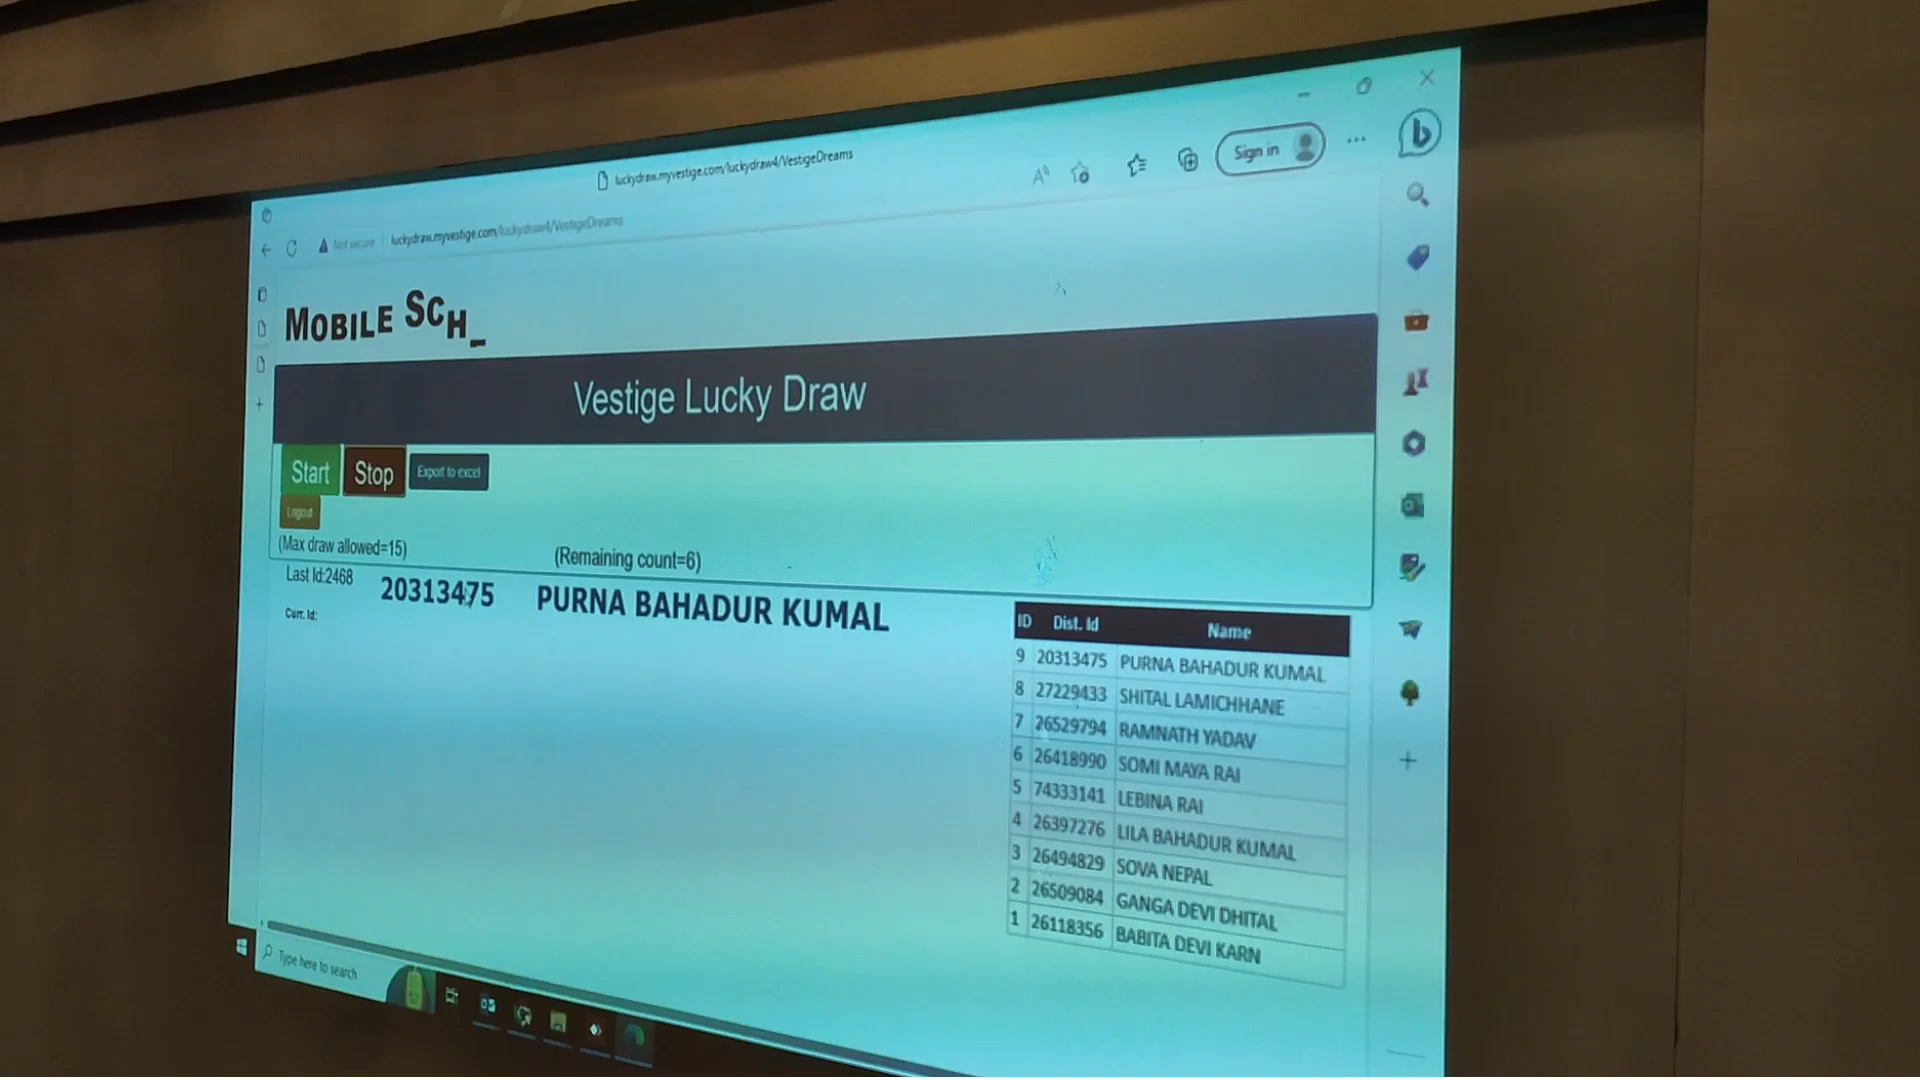 luckydraw.myvestige.com/luckydraw4/VestigeDreams
Sign in
Not secure luckydraw.myvestige.com/luckydraw4/VestigeDreams
MOBILE SCH_
Vestige Lucky Draw
Start Stop Export to excel
Logout
(Max draw allowed=15) (Remaining count=6)
Last Id:2468 20313475 PURNA BAHADUR KUMAL
Curr. Id:
ID Dist. Id Name
9 20313475 PURNA BAHADUR KUMAL
8 27229433 SHITAL LAMICHHANE
7 26529794 RAMNATH YADAV
6 26418990 SOMI MAYA RAI
5 74333141 LEBINA RAI
4 26397276 LILA BAHADUR KUMAL
3 26494829 SOVA NEPAL
2 26509084 GANGA DEVI DHITAL
1 26118356 BABITA DEVI KARN
Type here to search